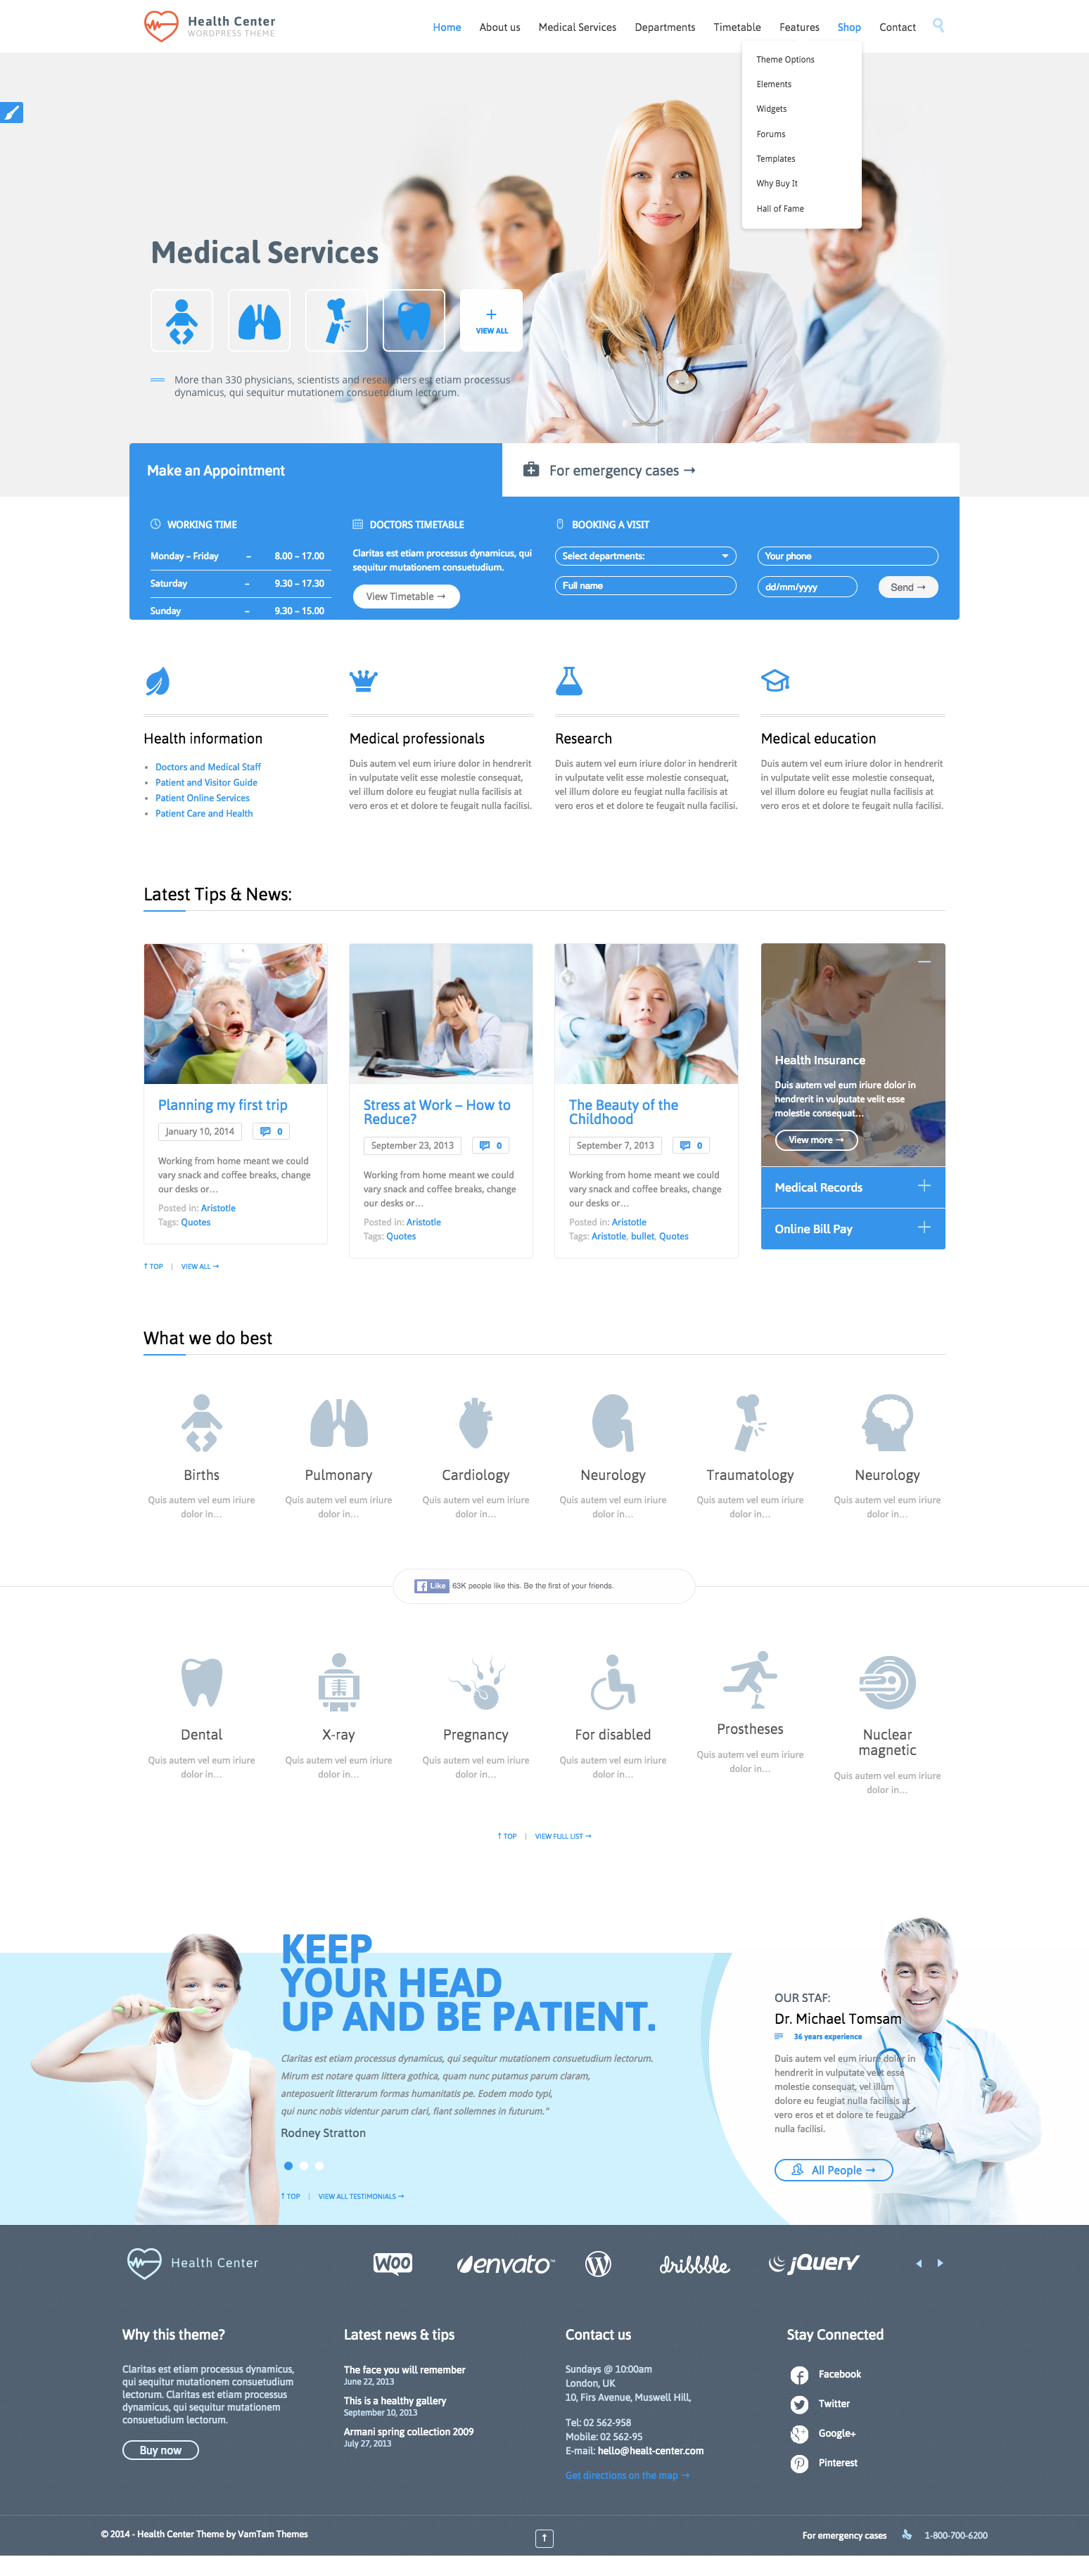 Health Center
WORDPRESS THEME
Home
About us
Medical Services
Departments
Timetable
Features
Shop
Contact
Theme Options
Elements
Widgets
Forums
Templates
Why Buy It
Hall of Fame
Medical Services
+
VIEW ALL
More than 330 physicians, scientists and researchers est etiam processus
dynamicus, qui sequitur mutationem consuetudium lectorum.
Make an Appointment
For emergency cases →
WORKING TIME
Monday – Friday – 8.00 – 17.00
Saturday – 9.30 – 17.30
Sunday – 9.30 – 15.00
DOCTORS TIMETABLE
Claritas est etiam processus dynamicus, qui
sequitur mutationem consuetudium.
View Timetable →
BOOKING A VISIT
Select departments:
Your phone
Full name
dd/mm/yyyy
Send →
Health information
Doctors and Medical Staff
Patient and Visitor Guide
Patient Online Services
Patient Care and Health
Medical professionals
Duis autem vel eum iriure dolor in hendrerit
in vulputate velit esse molestie consequat,
vel illum dolore eu feugiat nulla facilisis at
vero eros et et dolore te feugait nulla facilisi.
Research
Duis autem vel eum iriure dolor in hendrerit
in vulputate velit esse molestie consequat,
vel illum dolore eu feugiat nulla facilisis at
vero eros et et dolore te feugait nulla facilisi.
Medical education
Duis autem vel eum iriure dolor in hendrerit
in vulputate velit esse molestie consequat,
vel illum dolore eu feugiat nulla facilisis at
vero eros et et dolore te feugait nulla facilisi.
Latest Tips & News:
Planning my first trip
January 10, 2014
0
Working from home meant we could
vary snack and coffee breaks, change
our desks or…
Posted in: Aristotle
Tags: Quotes
Stress at Work – How to
Reduce?
September 23, 2013
0
Working from home meant we could
vary snack and coffee breaks, change
our desks or…
Posted in: Aristotle
Tags: Quotes
The Beauty of the
Childhood
September 7, 2013
0
Working from home meant we could
vary snack and coffee breaks, change
our desks or…
Posted in: Aristotle
Tags: Aristotle, bullet, Quotes
Health Insurance
Duis autem vel eum iriure dolor in
hendrerit in vulputate velit esse
molestie consequat…
View more →
Medical Records
Online Bill Pay
↑ TOP | VIEW ALL →
What we do best
Births
Quis autem vel eum iriure
dolor in…
Pulmonary
Quis autem vel eum iriure
dolor in…
Cardiology
Quis autem vel eum iriure
dolor in…
Neurology
Quis autem vel eum iriure
dolor in…
Traumatology
Quis autem vel eum iriure
dolor in…
Neurology
Quis autem vel eum iriure
dolor in…
Like 63K people like this. Be the first of your friends.
Dental
Quis autem vel eum iriure
dolor in…
X-ray
Quis autem vel eum iriure
dolor in…
Pregnancy
Quis autem vel eum iriure
dolor in…
For disabled
Quis autem vel eum iriure
dolor in…
Prostheses
Quis autem vel eum iriure
dolor in…
Nuclear
magnetic
Quis autem vel eum iriure
dolor in…
↑ TOP | VIEW FULL LIST →
KEEP
YOUR HEAD
UP AND BE PATIENT.
Claritas est etiam processus dynamicus, qui sequitur mutationem consuetudium lectorum.
Mirum est notare quam littera gothica, quam nunc putamus parum claram,
anteposuerit litterarum formas humanitatis pe. Eodem modo typi,
qui nunc nobis videntur parum clari, fiant sollemnes in futurum."
Rodney Stratton
↑ TOP | VIEW ALL TESTIMONIALS →
OUR STAF:
Dr. Michael Tomsam
36 years experience
Duis autem vel eum iriure dolor in
hendrerit in vulputate velit esse
molestie consequat, vel illum
dolore eu feugiat nulla facilisis at
vero eros et et dolore te feugait
nulla facilisi.
All People →
Health Center
WOO
envato™
W
dribbble
jQuery
Why this theme?
Claritas est etiam processus dynamicus,
qui sequitur mutationem consuetudium
lectorum. Claritas est etiam processus
dynamicus, qui sequitur mutationem
consuetudium lectorum.
Buy now
Latest news & tips
The face you will remember
June 22, 2013
This is a healthy gallery
September 10, 2013
Armani spring collection 2009
July 27, 2013
Contact us
Sundays @ 10:00am
London, UK
10, Firs Avenue, Muswell Hill,
Tel: 02 562-958
Mobile: 02 562-95
E-mail: hello@healt-center.com
Get directions on the map →
Stay Connected
Facebook
Twitter
Google+
Pinterest
© 2014 - Health Center Theme by VamTam Themes
↑
For emergency cases
1-800-700-6200